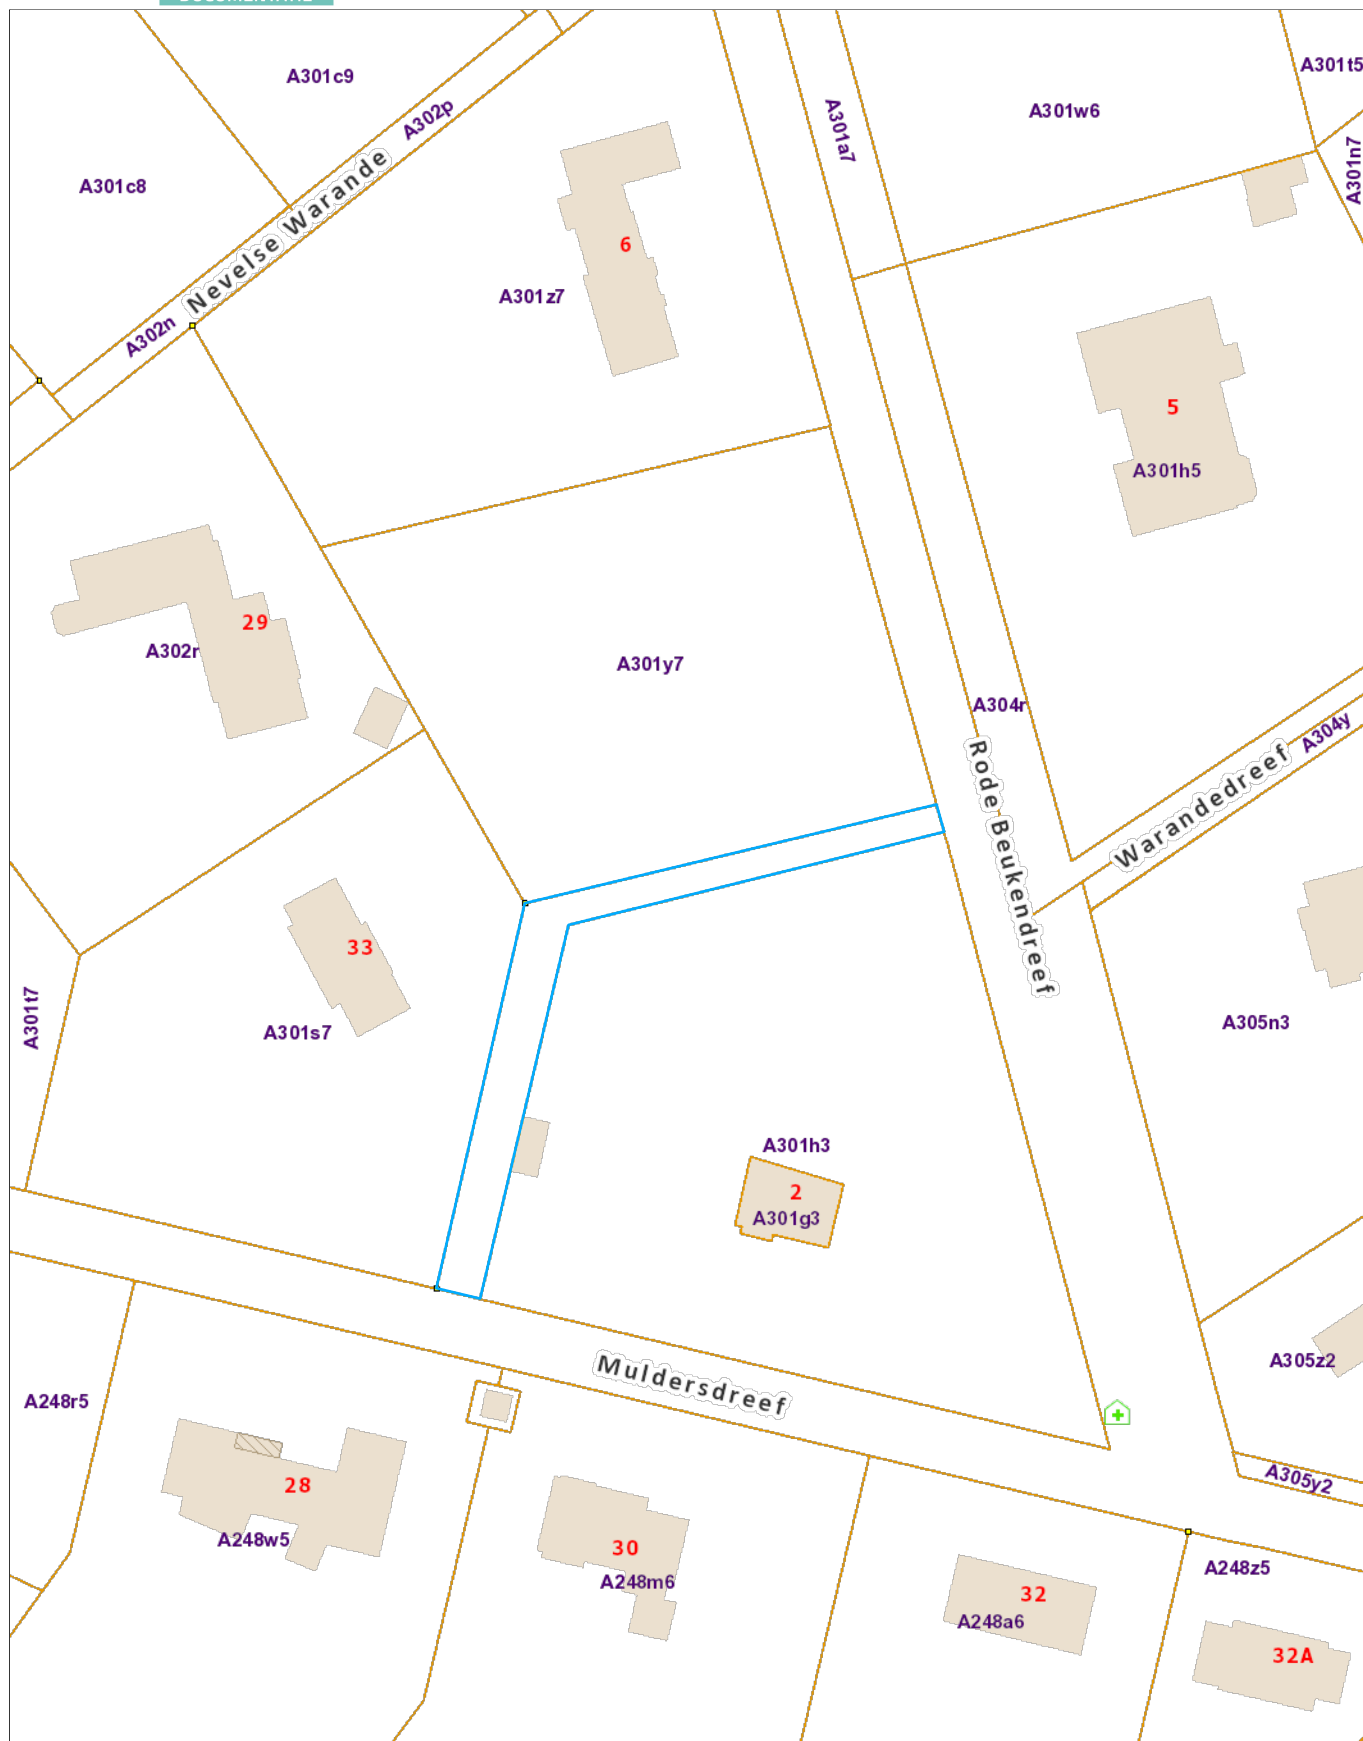 A301c9
A301t5
A302p
A301w6
A301a7
A301n7
A301c8
Nevelse Warande
6
A301z7
A302n
5
A301h5
29
A302r
A301y7
A304r
A304y
Rode Beukendreef
Warandedreef
33
A301t7
A301s7
A305n3
A301h3
2
A301g3
A305z2
Muldersdreef
A248r5
28
A305y2
A248w5
30
A248m6
A248z5
32
A248a6
32A